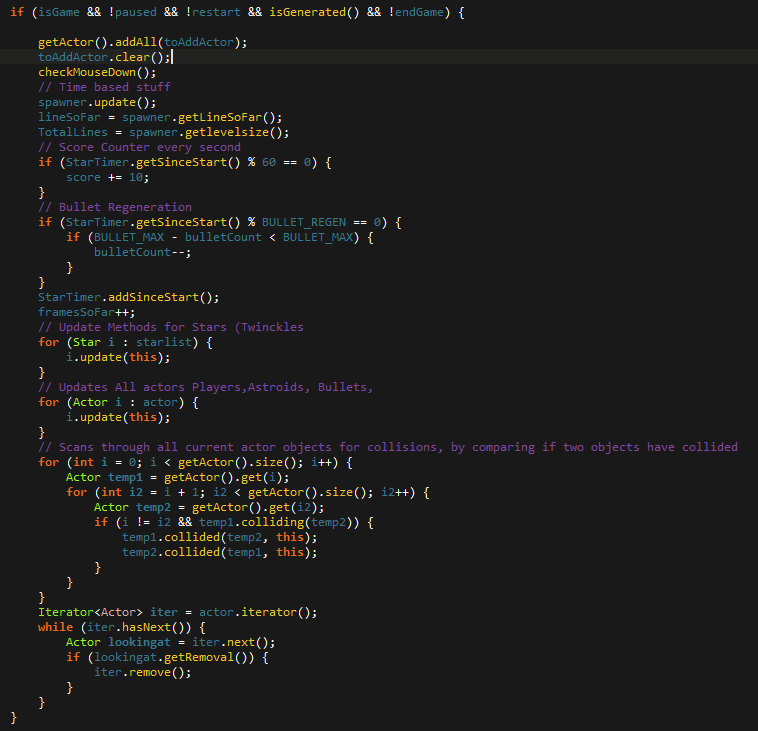 if (isGame && !paused && !restart && isGenerated() && !endGame) {
getActor().addAll(toAddActor);
toAddActor.clear();
checkMouseDown();
// Time based stuff
spawner.update();
lineSoFar = spawner.getLineSoFar();
TotalLines = spawner.getlevelsize();
// Score Counter every second
if (StarTimer.getSinceStart() % 60 == 0) {
score += 10;
}
// Bullet Regeneration
if (StarTimer.getSinceStart() % BULLET_REGEN == 0) {
if (BULLET_MAX - bulletCount < BULLET_MAX) {
bulletCount--;
}
}
StarTimer.addSinceStart();
framesSoFar++;
// Update Methods for Stars (Twinckles
for (Star i : starlist) {
i.update(this);
}
// Updates All actors Players,Astroids, Bullets,
for (Actor i : actor) {
i.update(this);
}
// Scans through all current actor objects for collisions, by comparing if two objects have collided
for (int i = 0; i < getActor().size(); i++) {
Actor temp1 = getActor().get(i);
for (int i2 = i + 1; i2 < getActor().size(); i2++) {
Actor temp2 = getActor().get(i2);
if (i != i2 && temp1.colliding(temp2)) {
temp1.collided(temp2, this);
temp2.collided(temp1, this);
}
}
}
Iterator<Actor> iter = actor.iterator();
while (iter.hasNext()) {
Actor lookingat = iter.next();
if (lookingat.getRemoval()) {
iter.remove();
}
}
}